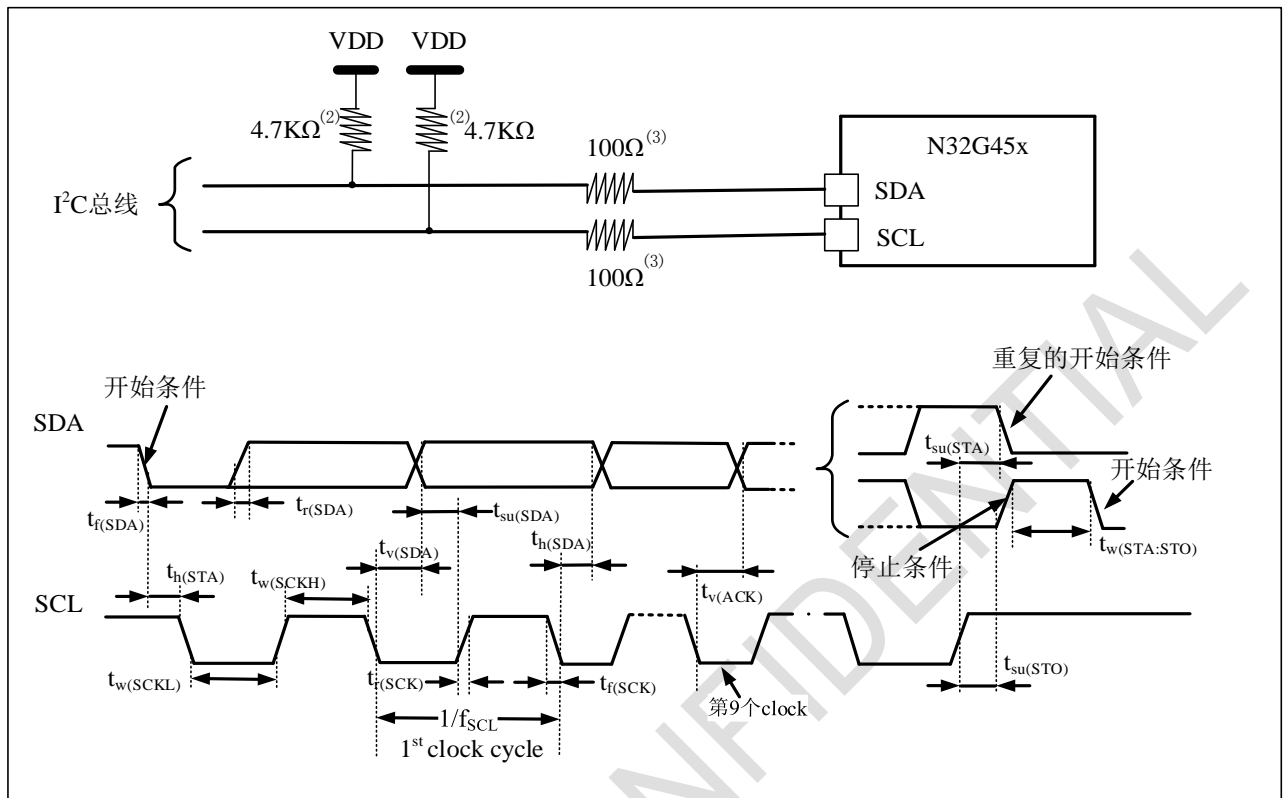 VDD VDD
4.7KΩ(2) (2)4.7KΩ
100Ω(3)
N32G45x
I²C总线
SDA
SCL
100Ω(3)
重复的开始条件
开始条件
SDA
tsu(STA)
开始条件
tf(SDA)
tr(SDA)
tsu(SDA)
tv(SDA)
th(SDA)
tw(STA:STO)
停止条件
th(STA)
tw(SCKH)
tv(ACK)
SCL
tw(SCKL)
tr(SCK)
tf(SCK)
tsu(STO)
第9个clock
1/fSCL
1st clock cycle
NFIDENTIAL